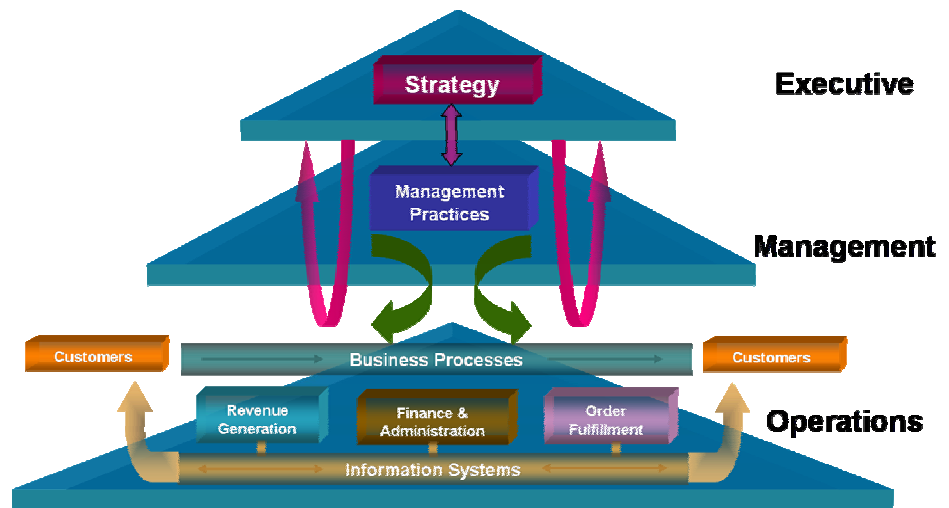 Strategy
Executive
Management
Practices
Management
Customers
Business Processes
Customers
Revenue
Generation
Finance &
Administration
Order
Fulfillment
Operations
Information Systems